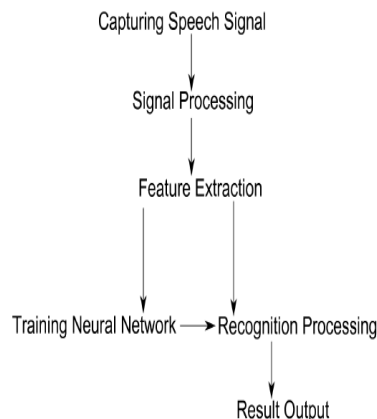 Capturing Speech Signal
Signal Processing
Feature Extraction
Training Neural Network
Recognition Processing
Result Output